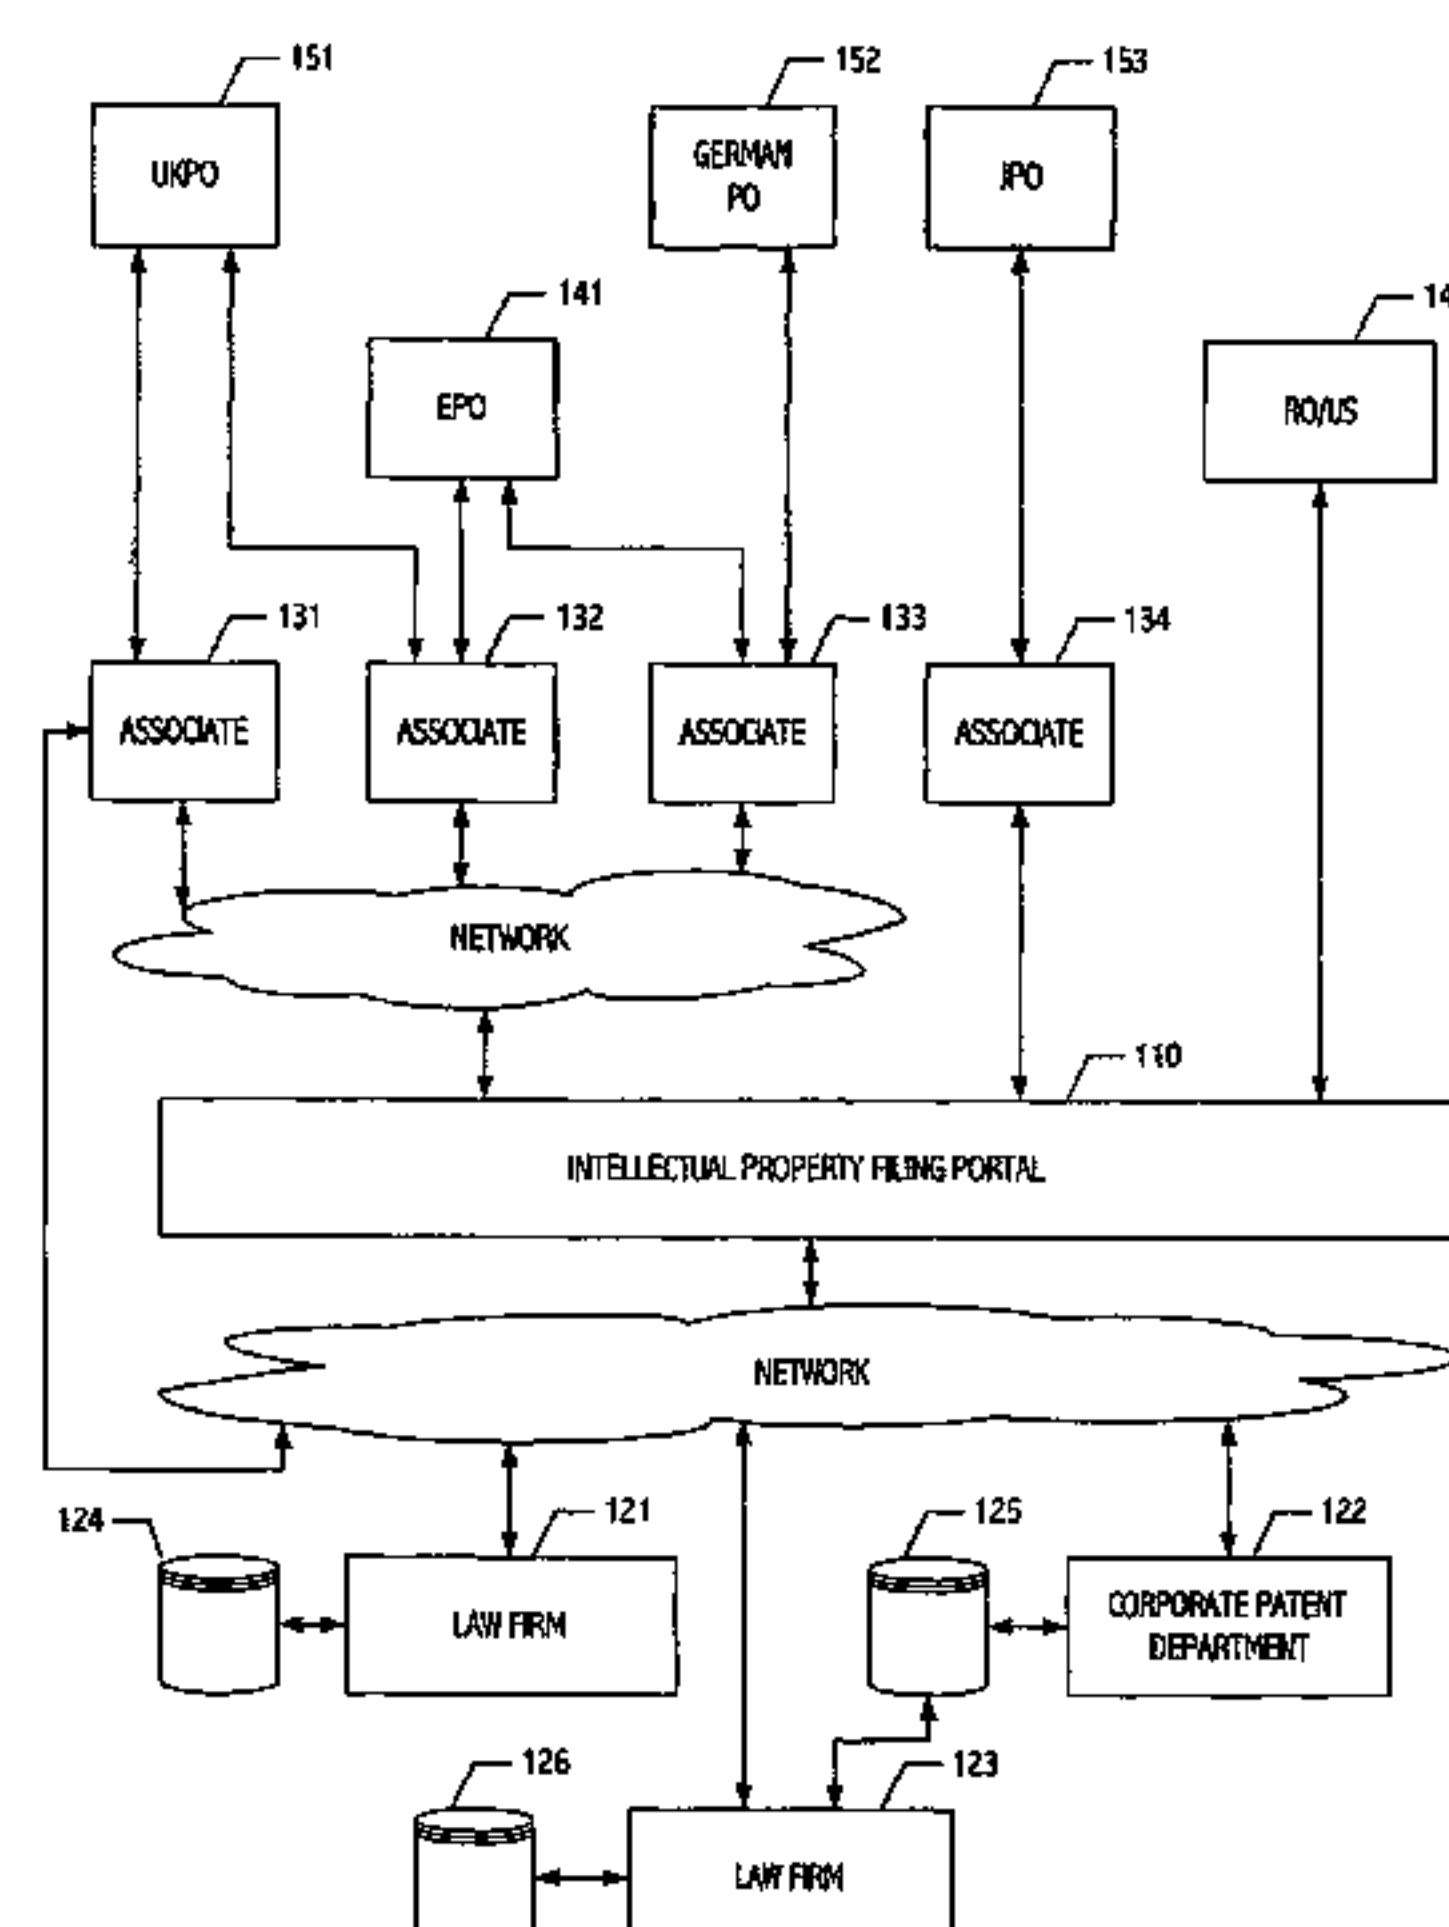 151
152
153
UKPO
GERMAN
PO
JPO
141
14
EPO
RO/US
131
132
133
134
ASSOCIATE
ASSOCIATE
ASSOCIATE
ASSOCIATE
NETWORK
110
INTELLECTUAL PROPERTY FILING PORTAL
NETWORK
124
121
125
122
LAW FIRM
CORPORATE PATENT
DEPARTMENT
126
123
LAW FIRM